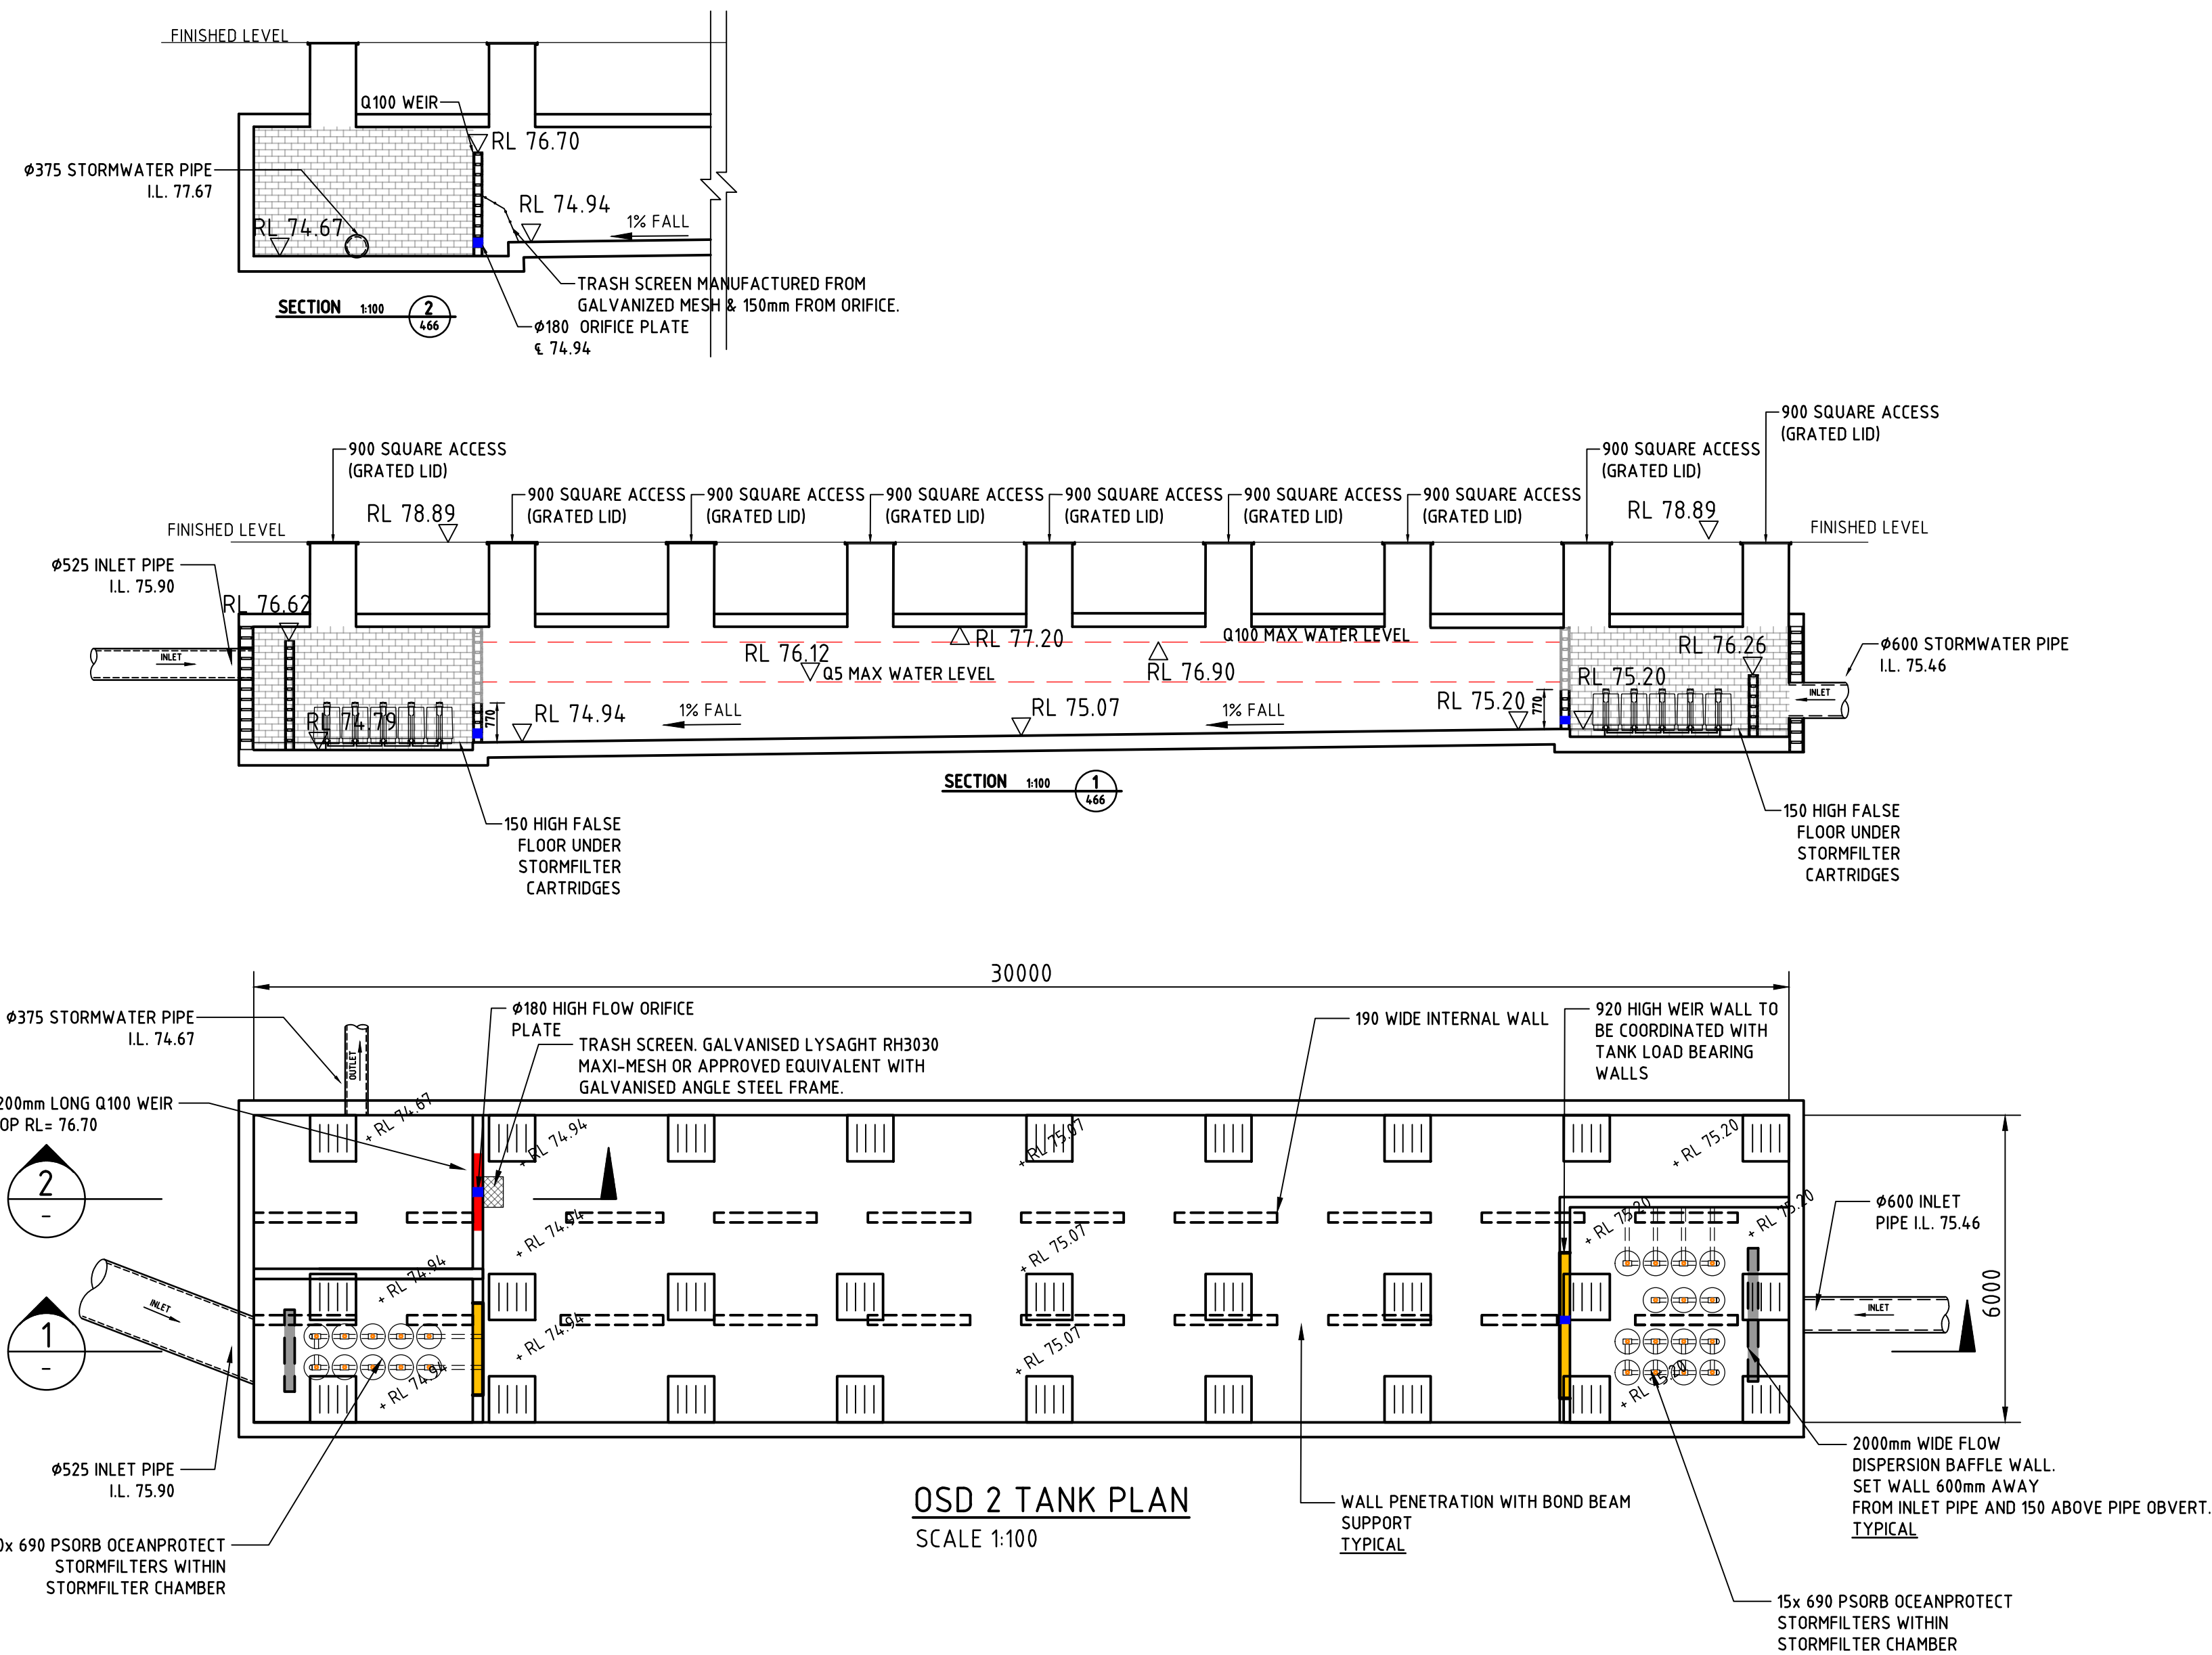 FINISHED LEVEL
Q100 WEIR
RL 76.70
Ø375 STORMWATER PIPE
I.L. 77.67
RL 74.94
RL 74.67
1% FALL
TRASH SCREEN MANUFACTURED FROM
GALVANIZED MESH & 150mm FROM ORIFICE.
SECTION 1:100
2
466
Ø180 ORIFICE PLATE
℄ 74.94
900 SQUARE ACCESS
(GRATED LID)
900 SQUARE ACCESS
(GRATED LID)
900 SQUARE ACCESS
(GRATED LID)
900 SQUARE ACCESS
(GRATED LID)
900 SQUARE ACCESS
(GRATED LID)
900 SQUARE ACCESS
(GRATED LID)
900 SQUARE ACCESS
(GRATED LID)
900 SQUARE ACCESS
(GRATED LID)
900 SQUARE ACCESS
(GRATED LID)
RL 78.89
RL 78.89
FINISHED LEVEL
FINISHED LEVEL
Ø525 INLET PIPE
I.L. 75.90
RL 76.62
INLET
RL 77.20
Q100 MAX WATER LEVEL
RL 76.12
Q5 MAX WATER LEVEL
RL 76.90
RL 76.26
Ø600 STORMWATER PIPE
I.L. 75.46
RL 75.20
INLET
RL 74.79
770
RL 74.94
1% FALL
RL 75.07
1% FALL
RL 75.20
770
SECTION 1:100
1
466
150 HIGH FALSE
FLOOR UNDER
STORMFILTER
CARTRIDGES
150 HIGH FALSE
FLOOR UNDER
STORMFILTER
CARTRIDGES
30000
Ø375 STORMWATER PIPE
I.L. 74.67
OUTLET
Ø180 HIGH FLOW ORIFICE
PLATE
TRASH SCREEN. GALVANISED LYSAGHT RH3030
MAXI-MESH OR APPROVED EQUIVALENT WITH
GALVANISED ANGLE STEEL FRAME.
190 WIDE INTERNAL WALL
920 HIGH WEIR WALL TO
BE COORDINATED WITH
TANK LOAD BEARING
WALLS
200mm LONG Q100 WEIR
OP RL= 76.70
+ RL 74.67
+ RL 74.94
+ RL 75.07
+ RL 75.20
2
-
+ RL 74.94
+ RL 75.07
+ RL 75.20
+ RL 75.20
Ø600 INLET
PIPE I.L. 75.46
+ RL 74.94
INLET
INLET
6000
1
-
+ RL 74.94
+ RL 75.07
+ RL 74.94
+ RL 75.20
Ø525 INLET PIPE
I.L. 75.90
0x 690 PSORB OCEANPROTECT
STORMFILTERS WITHIN
STORMFILTER CHAMBER
OSD 2 TANK PLAN
SCALE 1:100
WALL PENETRATION WITH BOND BEAM
SUPPORT
TYPICAL
2000mm WIDE FLOW
DISPERSION BAFFLE WALL.
SET WALL 600mm AWAY
FROM INLET PIPE AND 150 ABOVE PIPE OBVERT.
TYPICAL
15x 690 PSORB OCEANPROTECT
STORMFILTERS WITHIN
STORMFILTER CHAMBER